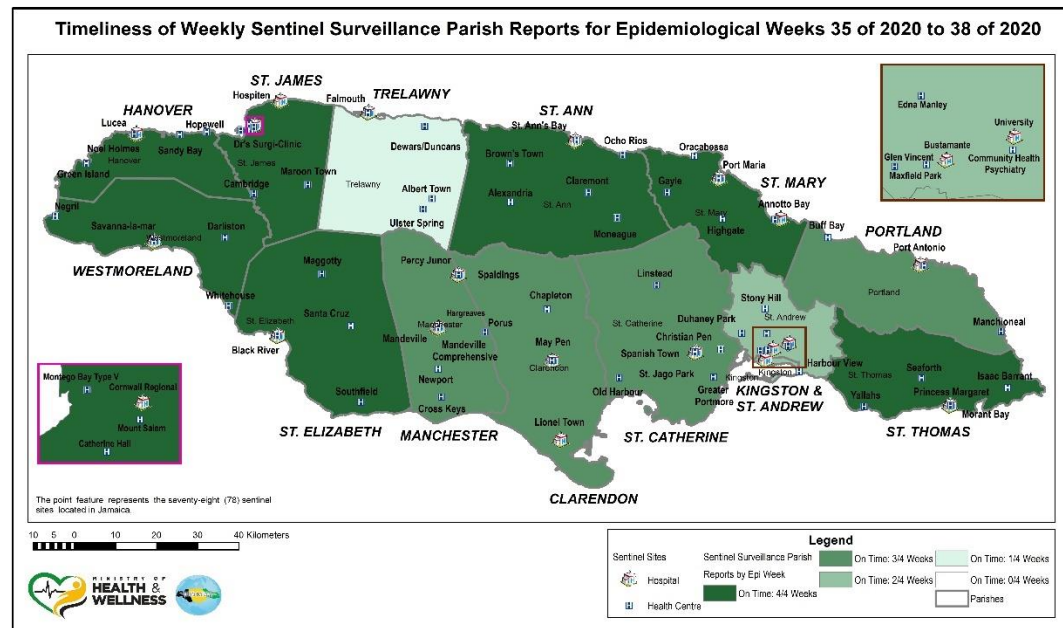 Timeliness of Weekly Sentinel Surveillance Parish Reports for Epidemiological Weeks 35 of 2020 to 38 of 2020
ST. JAMES
Hospiten
TRELAWNY
Falmouth
HANOVER
Lucea
Hopewell
ST. ANN
St. Ann's Bay
Ocho Rios
Oracabessa
Port Maria
ST. MARY
Annotto Bay
Buff Bay
PORTLAND
Port Antonio
Edna Manley
University
Bustamante
Glen Vincent
Maxfield Park
Community Health
Psychiatry
Noel Holmes
Hanover
Sandy Bay
Green Island
Dr's Surgi-Clinic
St. James
Maroon Town
Cambridge
Dewars/Duncans
Trelawny
Albert Town
Ulster Spring
Brown's Town
Alexandria
Claremont
St. Ann
Moneague
Gayle
St. Mary
Highgate
Negril
Savanna-la-mar
Westmoreland
Darliston
WESTMORELAND
Whitehouse
Maggotty
Santa Cruz
St. Elizabeth
Black River
Southfield
ST. ELIZABETH
Percy Junor
Spaldings
Hargreaves
Manchester
Mandeville
Porus
Mandeville
Comprehensive
Newport
Cross Keys
MANCHESTER
Chapleton
May Pen
Clarendon
Lionel Town
CLARENDON
Linstead
St. Catherine
Duhaney Park
Christian Pen
Spanish Town
St. Jago Park
Old Harbour
Greater
Portmore
ST. CATHERINE
Stony Hill
St. Andrew
Kingston
Kingston
Harbour View
KINGSTON &
ST. ANDREW
Portland
Manchioneal
St. Thomas
Seaforth
Isaac Barrant
Yallahs
Princess Margaret
Morant Bay
ST. THOMAS
Montego Bay Type V
Cornwall Regional
Mount Salem
Catherine Hall
The point feature represents the seventy-eight (78) sentinel
sites located in Jamaica.
10 5 0 10 20 30 40 Kilometers
MINISTRY OF
HEALTH &
WELLNESS
Legend
Sentinel Sites
Hospital
Health Centre
Sentinel Surveillance Parish
Reports by Epi Week
On Time: 4/4 Weeks
On Time: 3/4 Weeks
On Time: 2/4 Weeks
On Time: 1/4 Weeks
On Time: 0/4 Weeks
Parishes